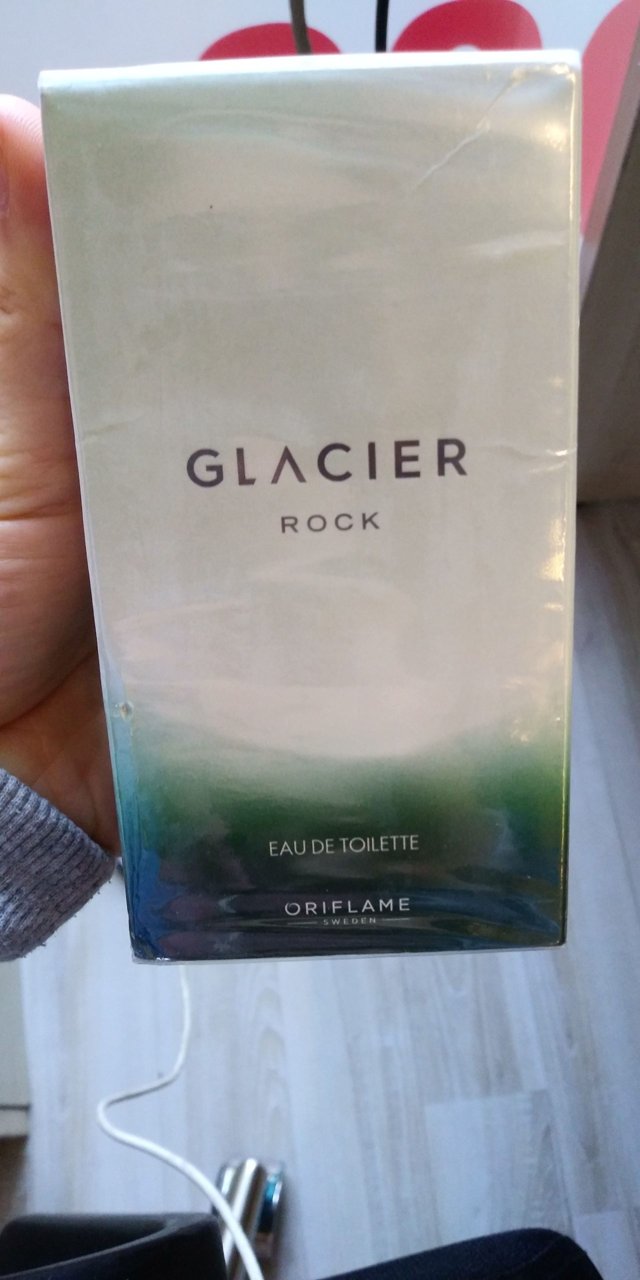 GLACIER
ROCK
EAU DE TOILETTE
ORIFLAME
SWEDEN